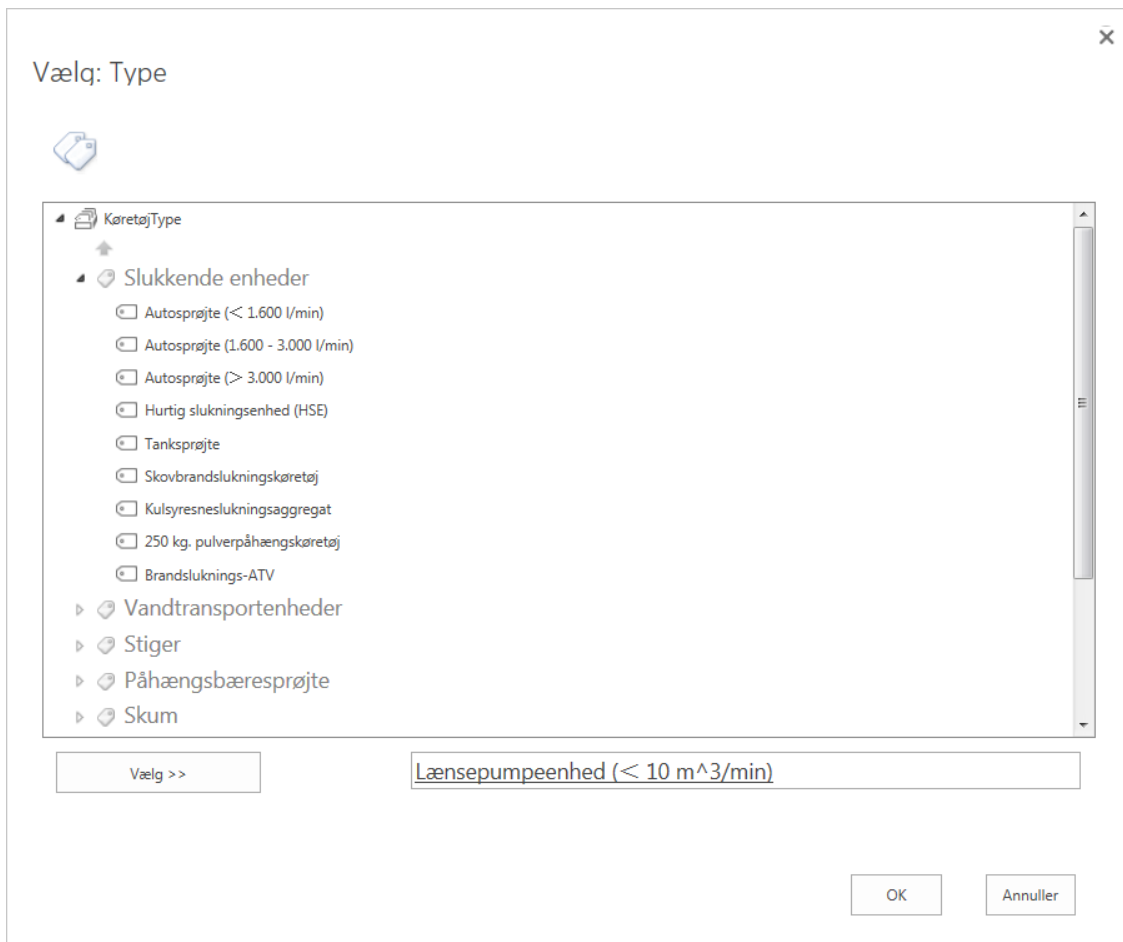 Vælg: Type
KøretøjType
Slukkende enheder
Autosprøjte (< 1.600 l/min)
Autosprøjte (1.600 - 3.000 l/min)
Autosprøjte (> 3.000 l/min)
Hurtig slukningsenhed (HSE)
Tanksprøjte
Skovbrandslukningskøretøj
Kulsyresneslukningsaggregat
250 kg. pulverpåhængskøretøj
Brandsluknings-ATV
Vandtransportenheder
Stiger
Påhængsbæresprøjte
Skum
Vælg >>
Lænsepumpeenhed (< 10 m^3/min)
OK
Annuller